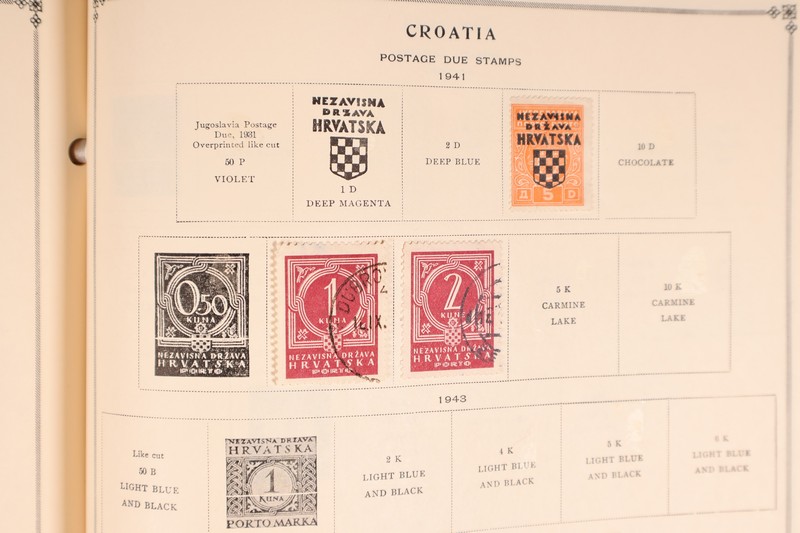 CROATIA
POSTAGE DUE STAMPS
1941
Jugoslavia Postage
Due, 1931
Overprinted like cut
50 P
VIOLET
NEZAVISNA
DRŽAVA
HRVATSKA
1 D
DEEP MAGENTA
2 D
DEEP BLUE
NEZAVISNA
DRŽAVA
HRVATSKA
Д 5 D
10 D
CHOCOLATE
0.50
KUNA
NEZAVISNA DRŽAVA
HRVATSKA
PORTO
1
KUNA
NEZAVISNA DRŽAVA
HRVATSKA
PORTO
2
KUNA
NEZAVISNA DRŽAVA
HRVATSKA
PORTO
5 K
CARMINE
LAKE
10 K
CARMINE
LAKE
1943
Like cut
50 B
LIGHT BLUE
AND BLACK
NEZAVISNA DRŽAVA
HRVATSKA
1
KUNA
PORTO MARKA
2 K
LIGHT BLUE
AND BLACK
4 K
LIGHT BLUE
AND BLACK
5 K
LIGHT BLUE
AND BLACK
6 K
LIGHT BLUE
AND BLACK